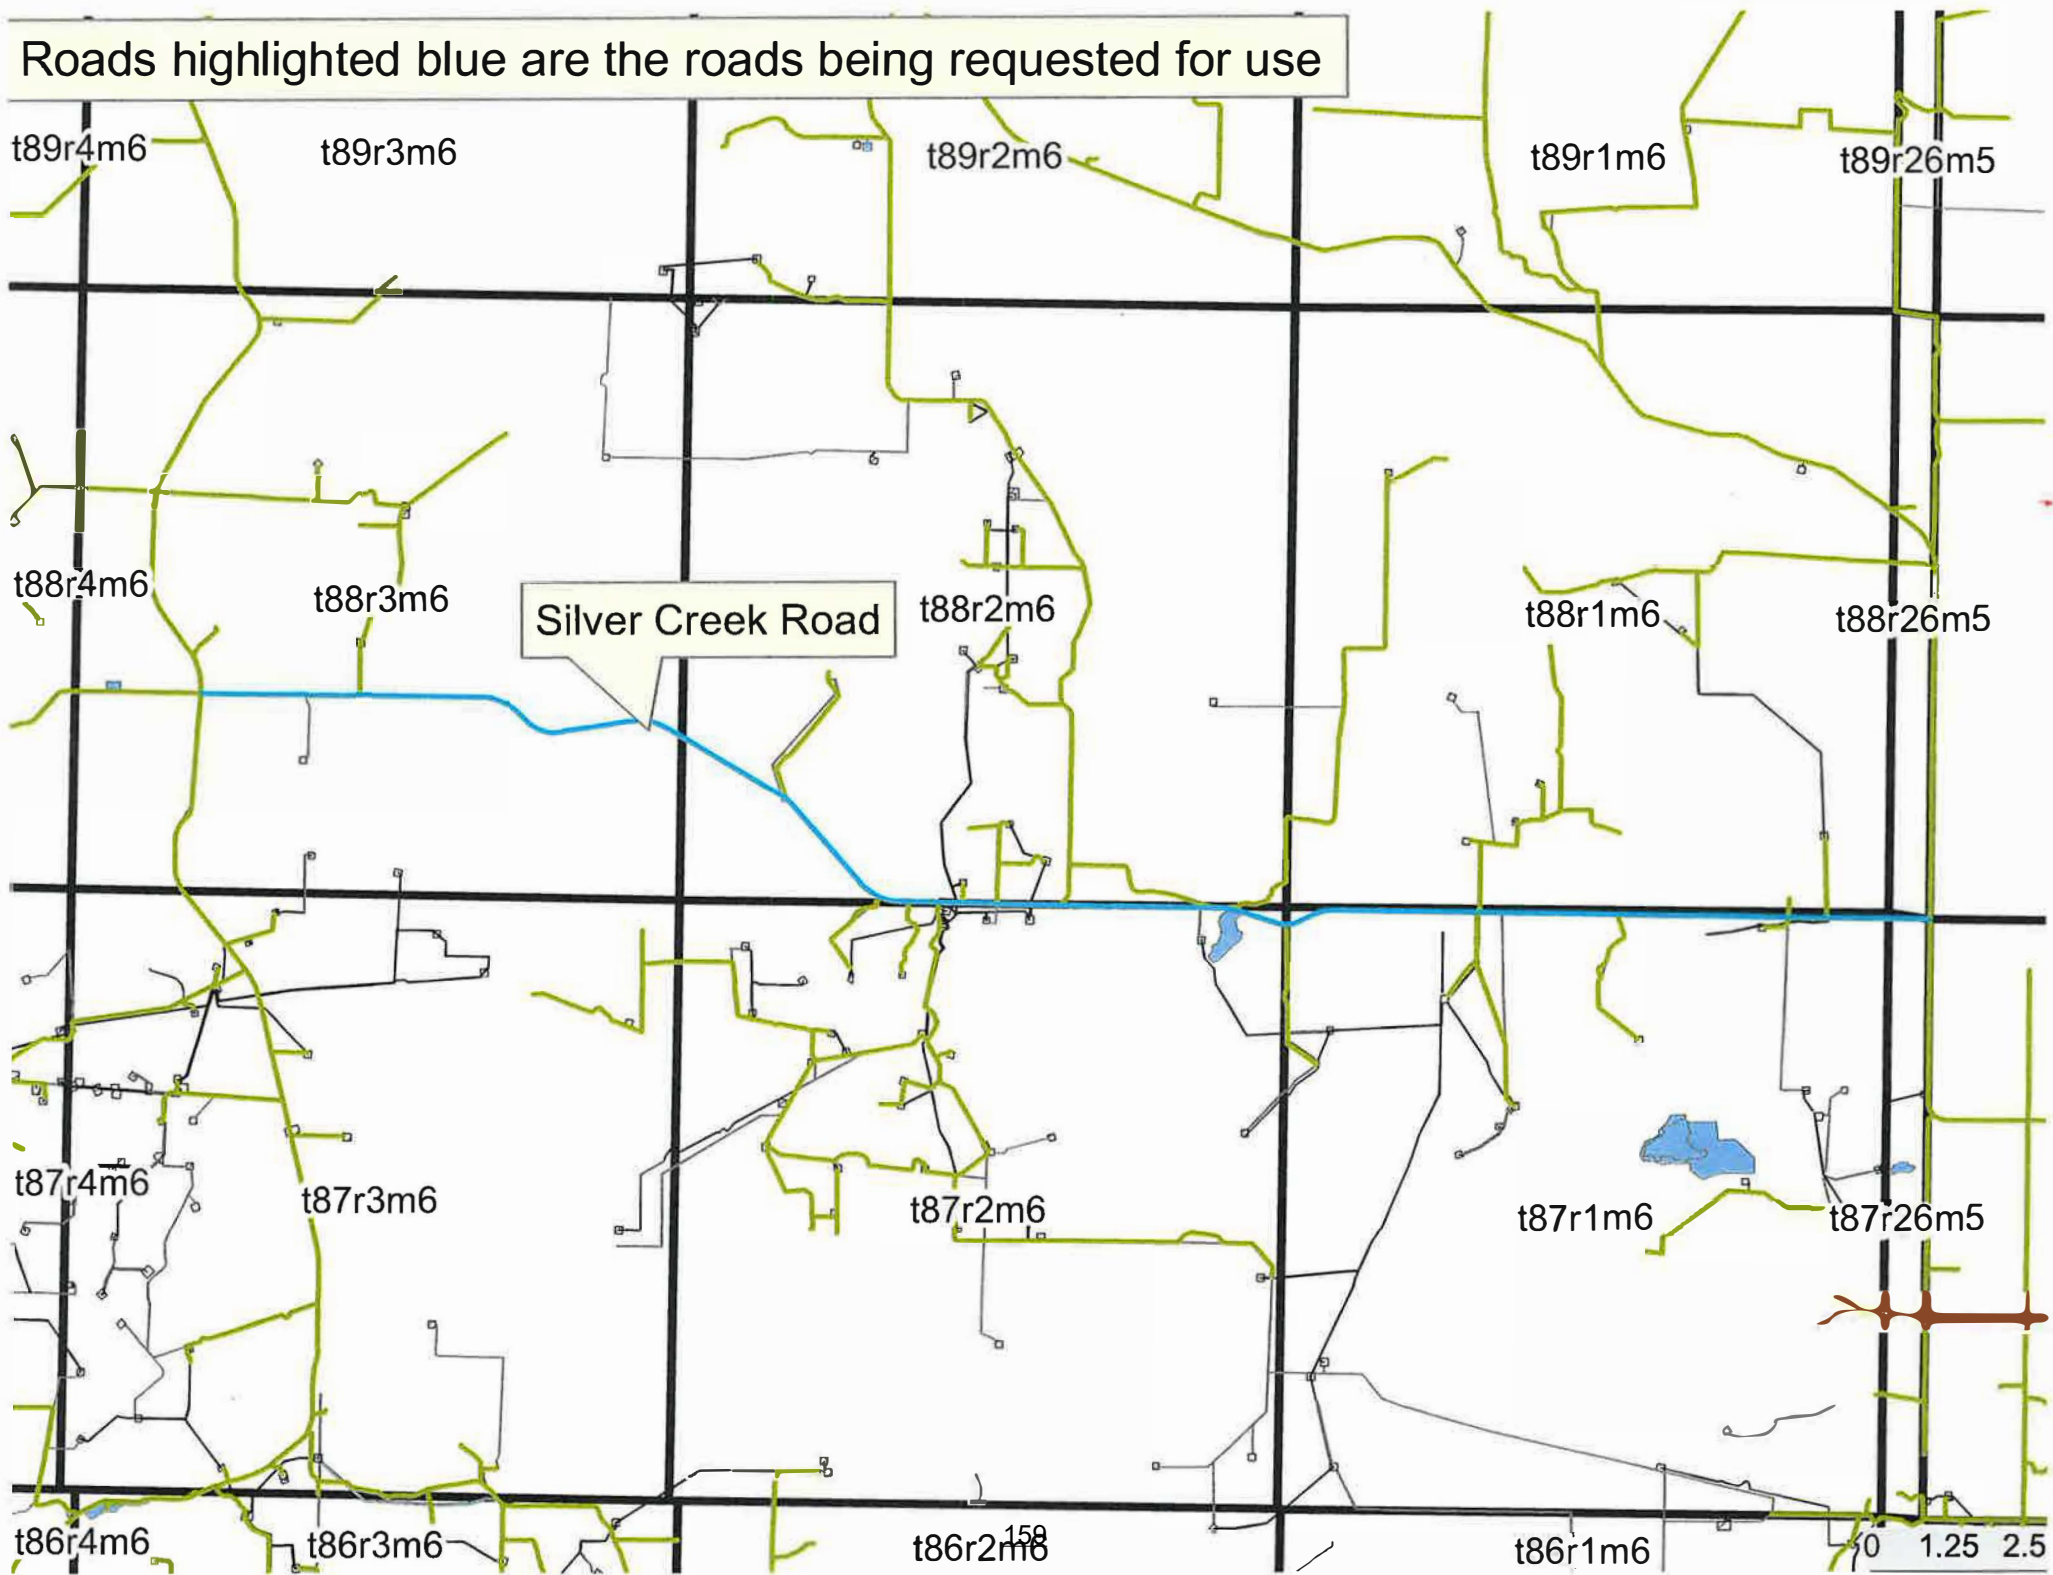 Roads highlighted blue are the roads being requested for use
t89r4m6
t89r3m6
t89r2m6
t89r1m6
t89r26m5
t88r4m6
t88r3m6
Silver Creek Road
t88r2m6
t88r1m6
t88r26m5
t87r4m6
t87r3m6
t87r2m6
t87r1m6
t87r26m5
t86r4m6
t86r3m6
t86r2m6
159
t86r1m6
0 1.25 2.5